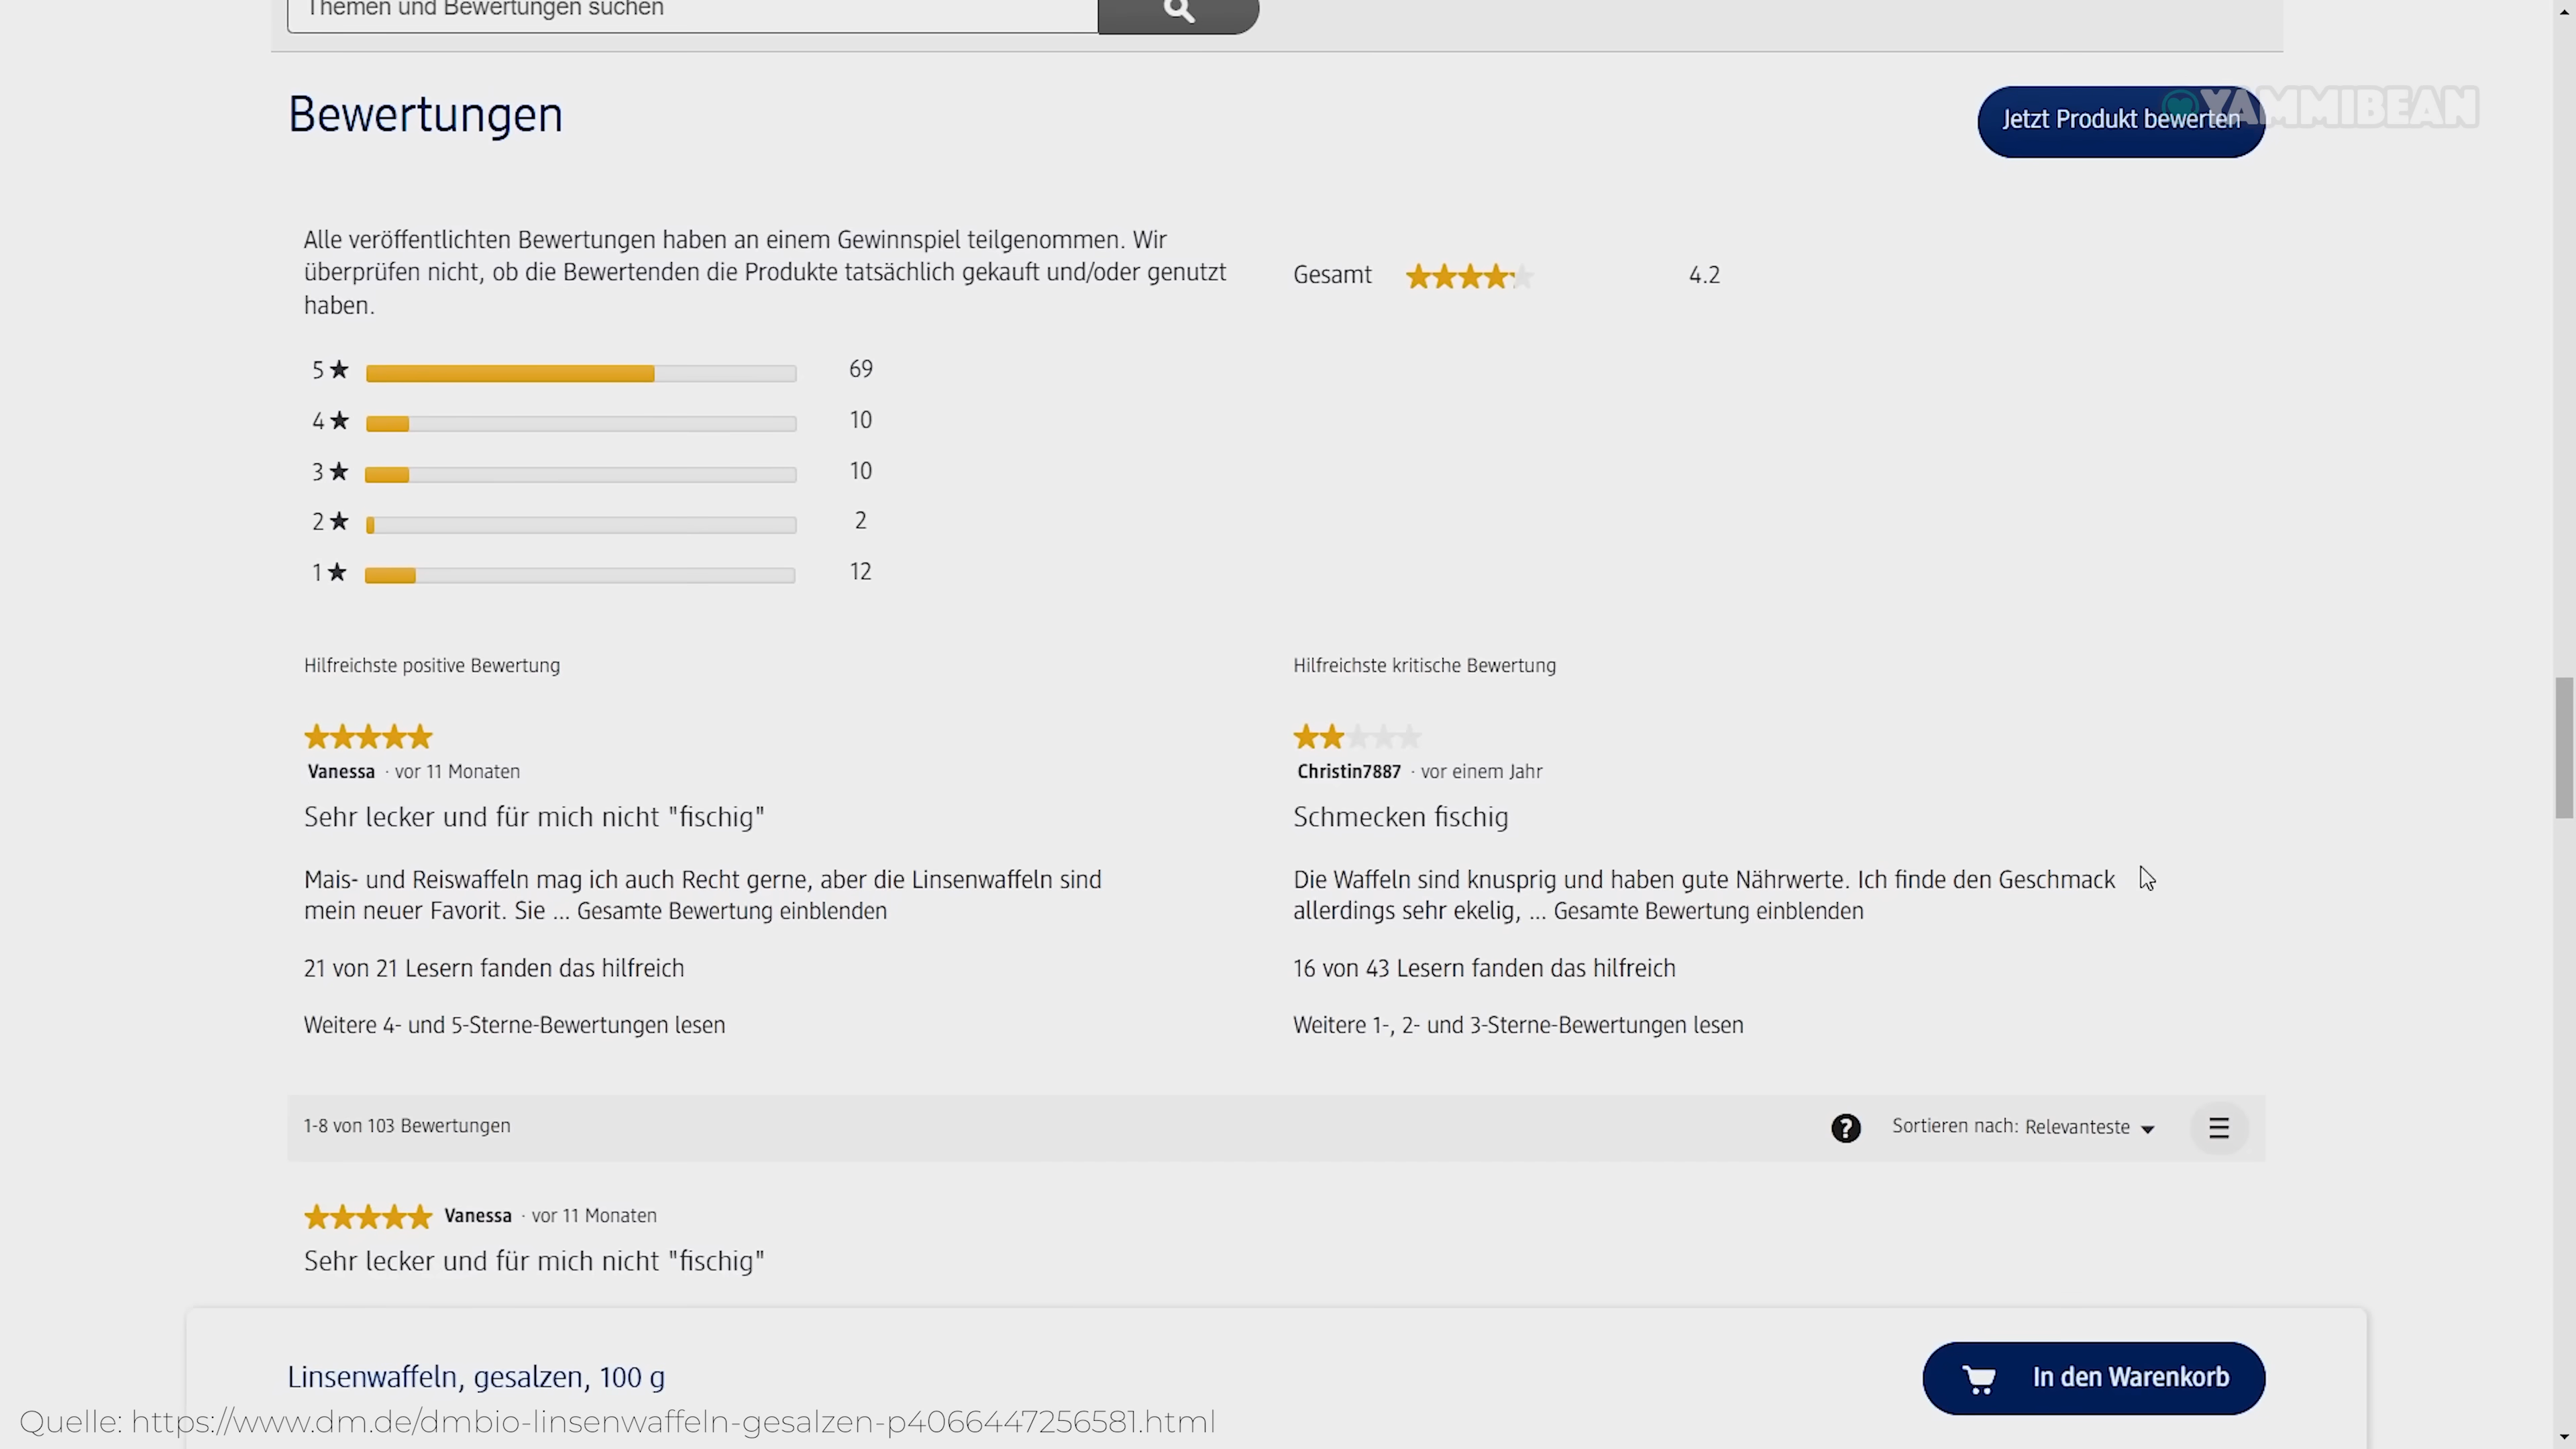 Themen und Bewertungen suchen
Bewertungen
Jetzt Produkt bewerten
YAMMIBEAN
Alle veröffentlichten Bewertungen haben an einem Gewinnspiel teilgenommen. Wir
überprüfen nicht, ob die Bewertenden die Produkte tatsächlich gekauft und/oder genutzt
haben.
Gesamt ★★★★★ 4.2
5★ 69
4★ 10
3★ 10
2★ 2
1★ 12
Hilfreichste positive Bewertung
★★★★★
Vanessa · vor 11 Monaten
Sehr lecker und für mich nicht "fischig"
Mais- und Reiswaffeln mag ich auch Recht gerne, aber die Linsenwaffeln sind
mein neuer Favorit. Sie ... Gesamte Bewertung einblenden
21 von 21 Lesern fanden das hilfreich
Weitere 4- und 5-Sterne-Bewertungen lesen
Hilfreichste kritische Bewertung
★★★★★
Christin7887 · vor einem Jahr
Schmecken fischig
Die Waffeln sind knusprig und haben gute Nährwerte. Ich finde den Geschmack
allerdings sehr ekelig, ... Gesamte Bewertung einblenden
16 von 43 Lesern fanden das hilfreich
Weitere 1-, 2- und 3-Sterne-Bewertungen lesen
1-8 von 103 Bewertungen
? Sortieren nach: Relevanteste
★★★★★ Vanessa · vor 11 Monaten
Sehr lecker und für mich nicht "fischig"
Linsenwaffeln, gesalzen, 100 g
In den Warenkorb
Quelle: https://www.dm.de/dmbio-linsenwaffeln-gesalzen-p4066447256581.html